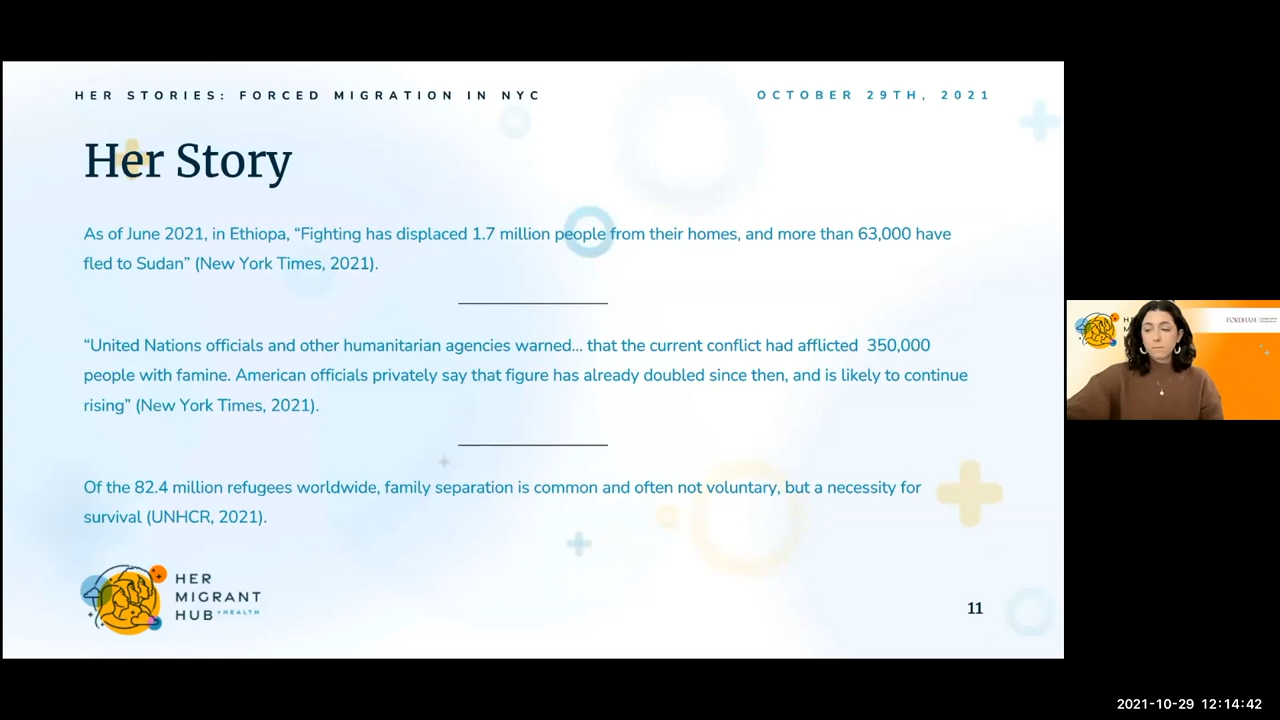 HER STORIES: FORCED MIGRATION IN NYC
OCTOBER 29TH, 2021
Her Story
As of June 2021, in Ethiopa, “Fighting has displaced 1.7 million people from their homes, and more than 63,000 have
fled to Sudan” (New York Times, 2021).
“United Nations officials and other humanitarian agencies warned... that the current conflict had afflicted 350,000
people with famine. American officials privately say that figure has already doubled since then, and is likely to continue
rising” (New York Times, 2021).
Of the 82.4 million refugees worldwide, family separation is common and often not voluntary, but a necessity for
survival (UNHCR, 2021).
HER
MIGRANT
HUB +HEALTH
11
FORDHAM
2021-10-29 12:14:42